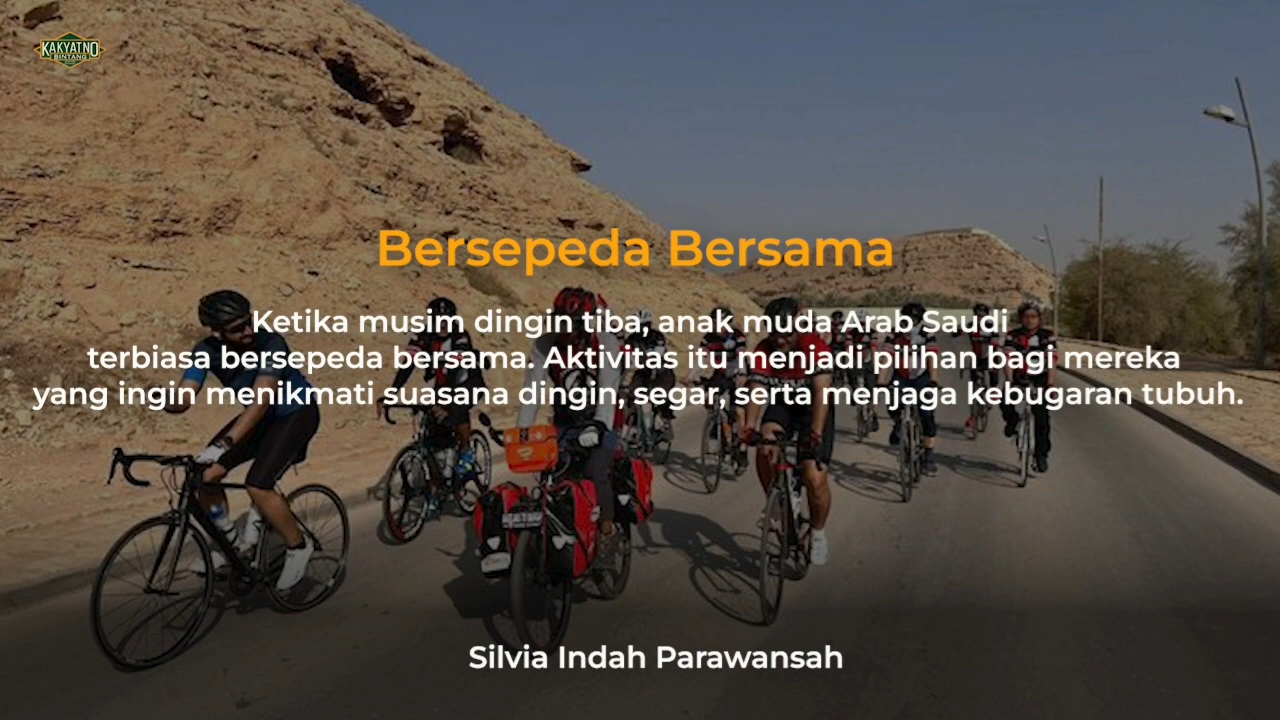 KAKYATNO
BINTANG
Bersepeda Bersama
Ketika musim dingin tiba, anak muda Arab Saudi
terbiasa bersepeda bersama. Aktivitas itu menjadi pilihan bagi mereka
yang ingin menikmati suasana dingin, segar, serta menjaga kebugaran tubuh.
Silvia Indah Parawansah